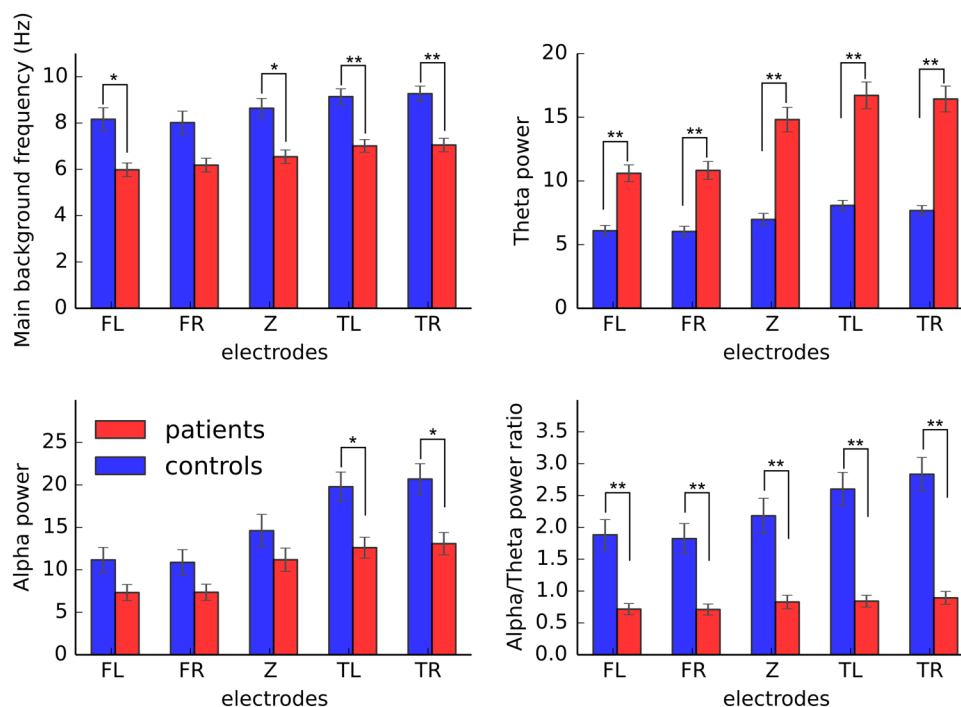 Main background frequency (Hz)
10
8
6
4
2
0
* * ** **
FL FR Z TL TR
electrodes
Theta power
20
15
10
5
0
** ** ** ** **
FL FR Z TL TR
electrodes
Alpha power
25
20
15
10
5
0
patients
controls
* *
FL FR Z TL TR
electrodes
Alpha/Theta power ratio
3.5
3.0
2.5
2.0
1.5
1.0
0.5
0.0
** ** ** ** **
FL FR Z TL TR
electrodes